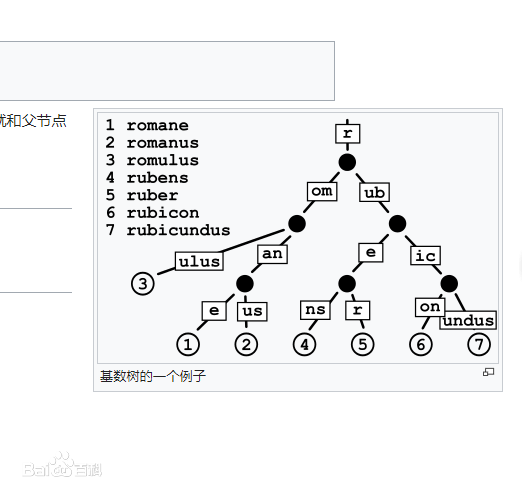 就和父节点
1 romane
2 romanus
3 romulus
4 rubens
5 ruber
6 rubicon
7 rubicundus
r
om
ub
ulus
an
e
ic
3
e
us
ns
r
on
undus
1
2
4
5
6
7
基数树的一个例子
Baidu百科